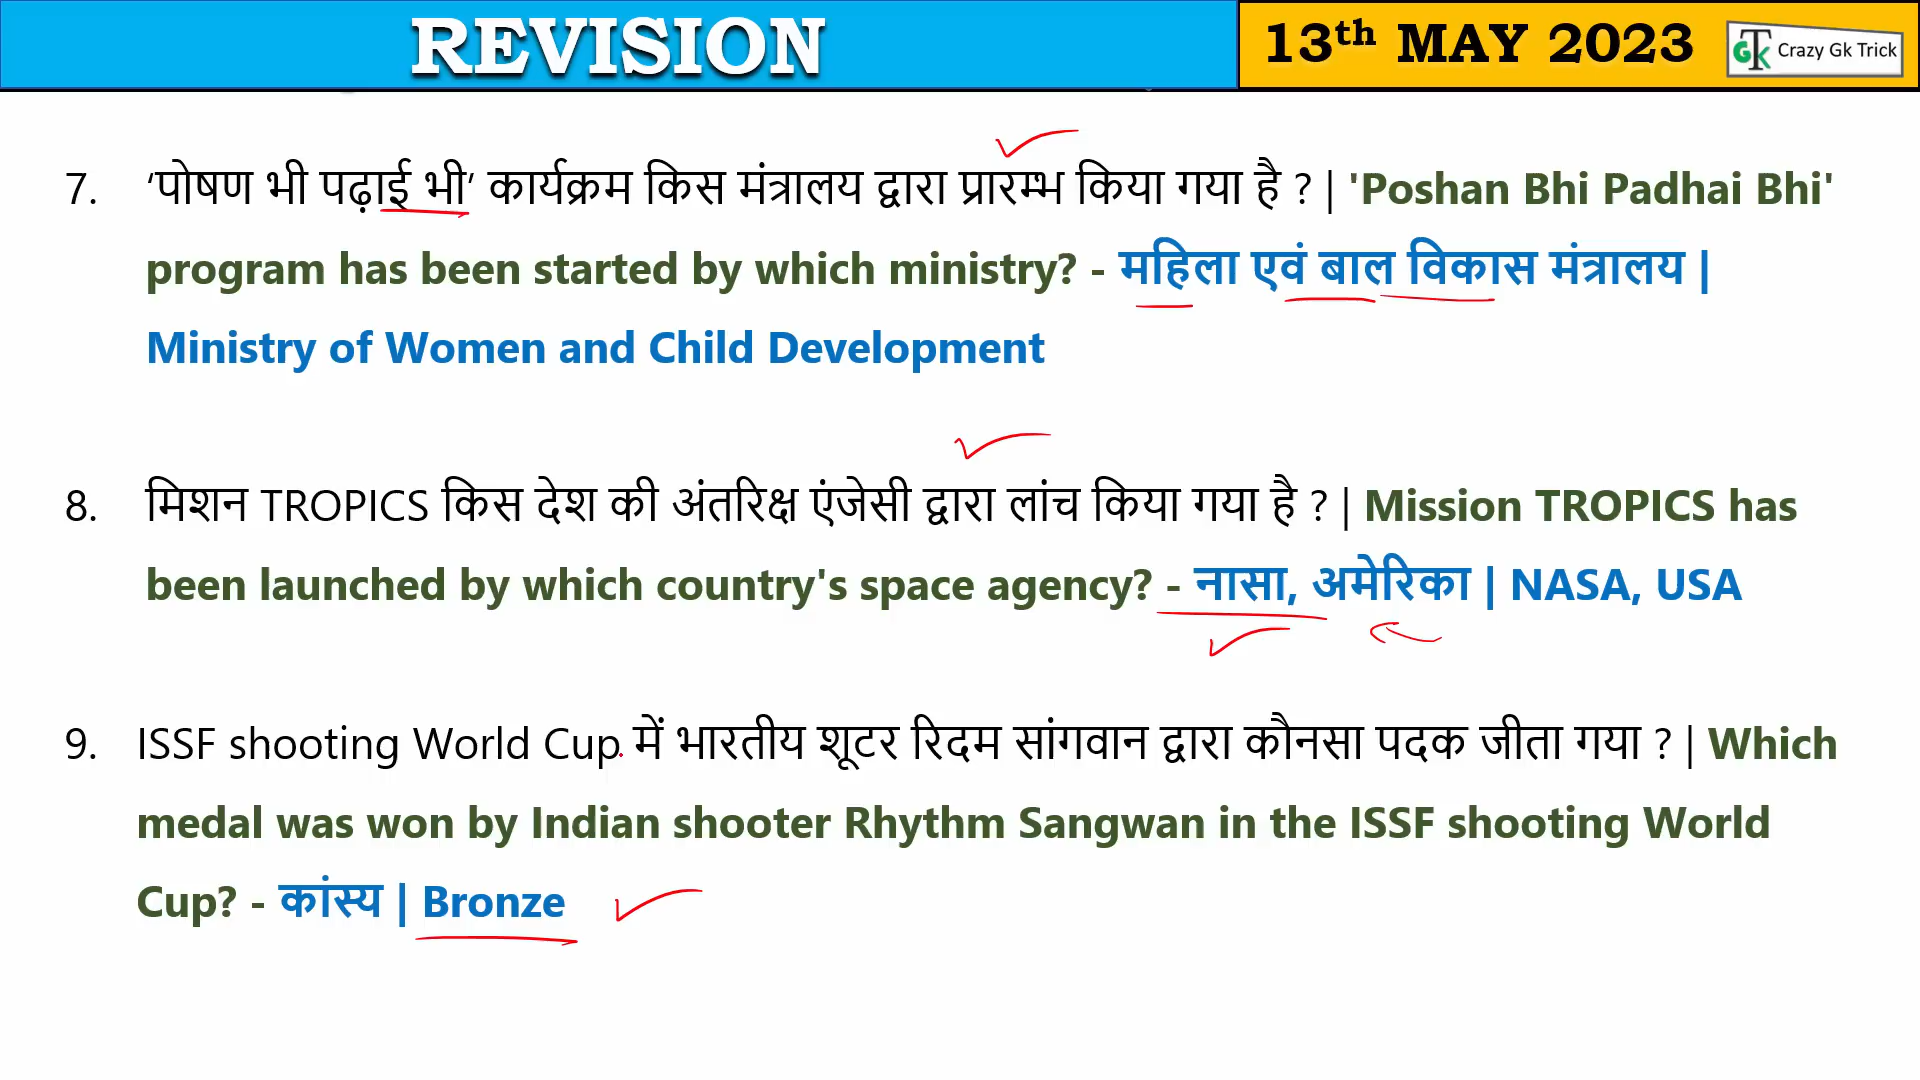 REVISION
13th MAY 2023
GTK Crazy Gk Trick
7. ‘पोषण भी पढ़ाई भी’ कार्यक्रम किस मंत्रालय द्वारा प्रारम्भ किया गया है ? | 'Poshan Bhi Padhai Bhi'
program has been started by which ministry? - महिला एवं बाल विकास मंत्रालय |
Ministry of Women and Child Development
8. मिशन TROPICS किस देश की अंतरिक्ष एंजेसी द्वारा लांच किया गया है ? | Mission TROPICS has
been launched by which country's space agency? - नासा, अमेरिका | NASA, USA
9. ISSF shooting World Cup में भारतीय शूटर रिदम सांगवान द्वारा कौनसा पदक जीता गया ? | Which
medal was won by Indian shooter Rhythm Sangwan in the ISSF shooting World
Cup? - कांस्य | Bronze